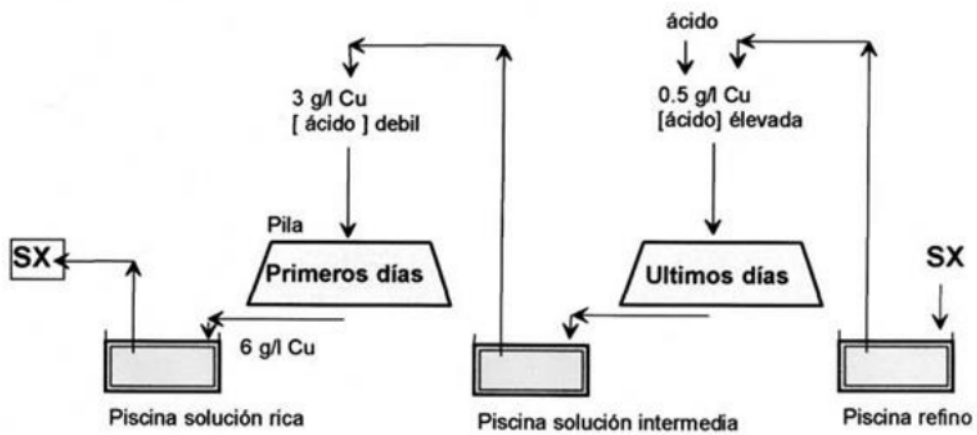 ácido
3 g/l Cu
[ ácido ] debil
0.5 g/l Cu
[ácido] élevada
Pila
SX
Primeros días
Ultimos días
SX
6 g/l Cu
Piscina solución rica
Piscina solución intermedia
Piscina refino